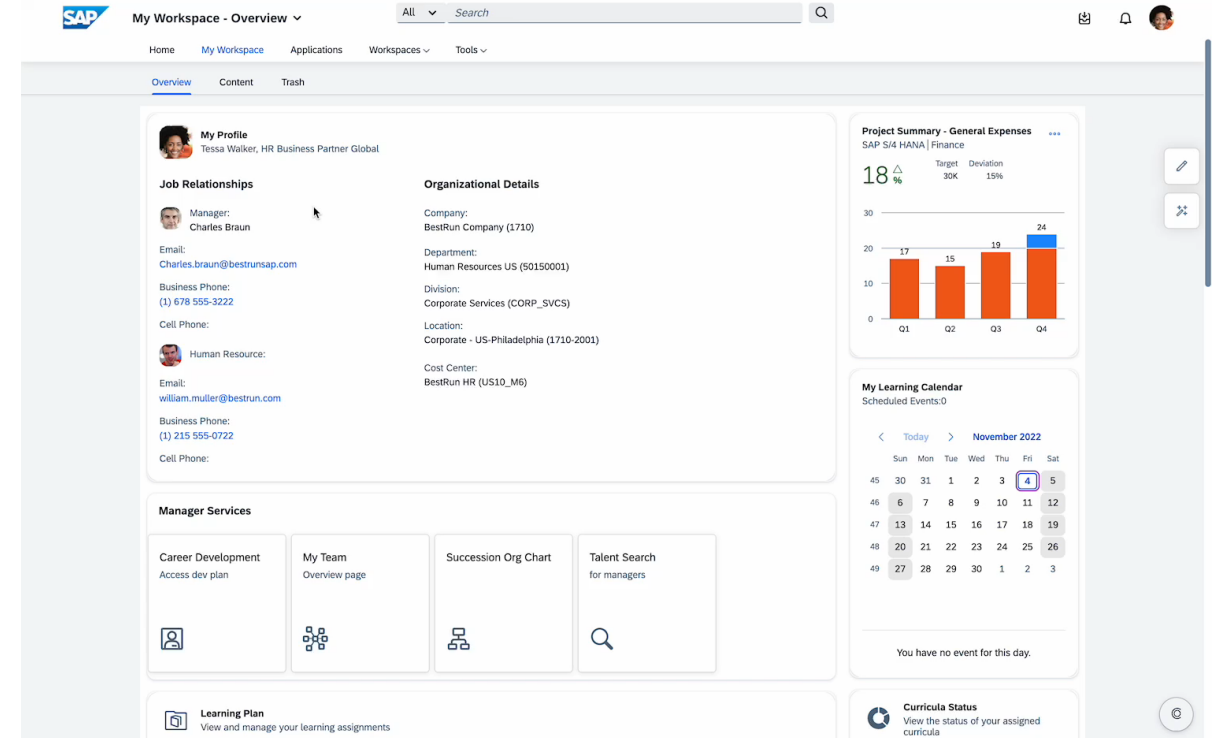 SAP
My Workspace - Overview
All
Search
Home
My Workspace
Applications
Workspaces
Tools
Overview
Content
Trash
My Profile
Tessa Walker, HR Business Partner Global
Job Relationships
Manager:
Charles Braun
Email:
Charles.braun@bestrunsap.com
Business Phone:
(1) 678 555-3222
Cell Phone:
Human Resource:
Email:
william.muller@bestrun.com
Business Phone:
(1) 215 555-0722
Cell Phone:
Organizational Details
Company:
BestRun Company (1710)
Department:
Human Resources US (50150001)
Division:
Corporate Services (CORP_SVCS)
Location:
Corporate - US-Philadelphia (1710-2001)
Cost Center:
BestRun HR (US10_M6)
Manager Services
Career Development
Access dev plan
My Team
Overview page
Succession Org Chart
Talent Search
for managers
Learning Plan
View and manage your learning assignments
Project Summary - General Expenses
SAP S/4 HANA | Finance
18 %
Target
30K
Deviation
15%
30
20
10
0
17
15
19
24
Q1 Q2 Q3 Q4
My Learning Calendar
Scheduled Events:0
Today
November 2022
Sun Mon Tue Wed Thu Fri Sat
45 30 31 1 2 3 4 5
46 6 7 8 9 10 11 12
47 13 14 15 16 17 18 19
48 20 21 22 23 24 25 26
49 27 28 29 30 1 2 3
You have no event for this day.
Curricula Status
View the status of your assigned
curricula